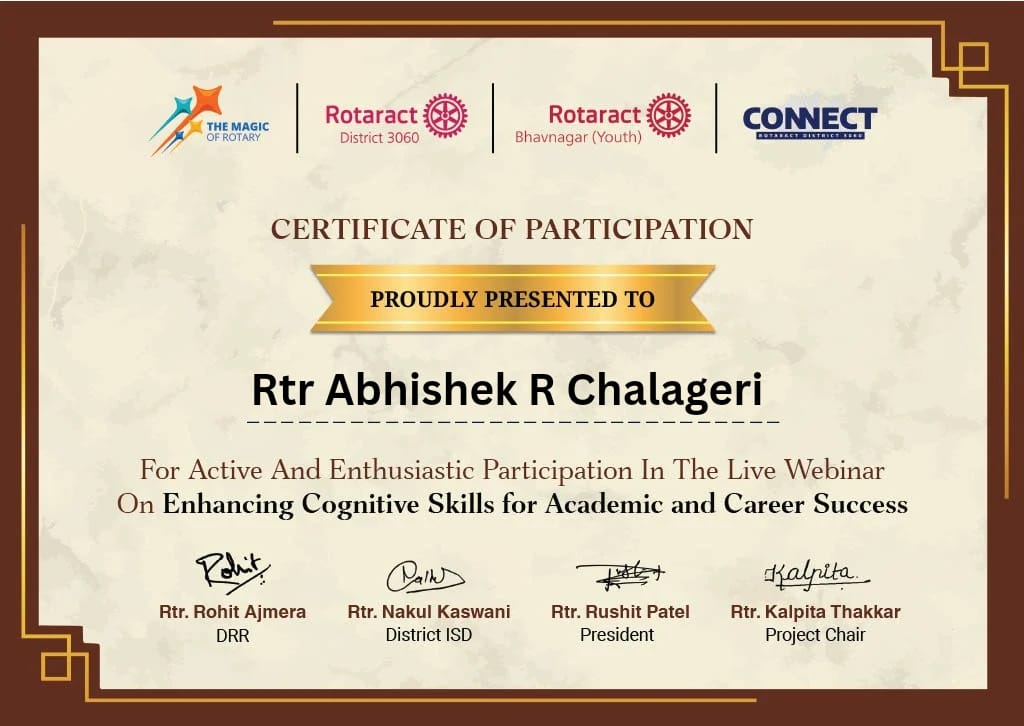 THE MAGIC
OF ROTARY
Rotaract
District 3060
Rotaract
Bhavnagar (Youth)
CONNECT
ROTARACT DISTRICT 3060
CERTIFICATE OF PARTICIPATION
PROUDLY PRESENTED TO
Rtr Abhishek R Chalageri
For Active And Enthusiastic Participation In The Live Webinar
On Enhancing Cognitive Skills for Academic and Career Success
Rohit Kalpita.
Rtr. Rohit Ajmera Rtr. Nakul Kaswani Rtr. Rushit Patel Rtr. Kalpita Thakkar
DRR District ISD President Project Chair